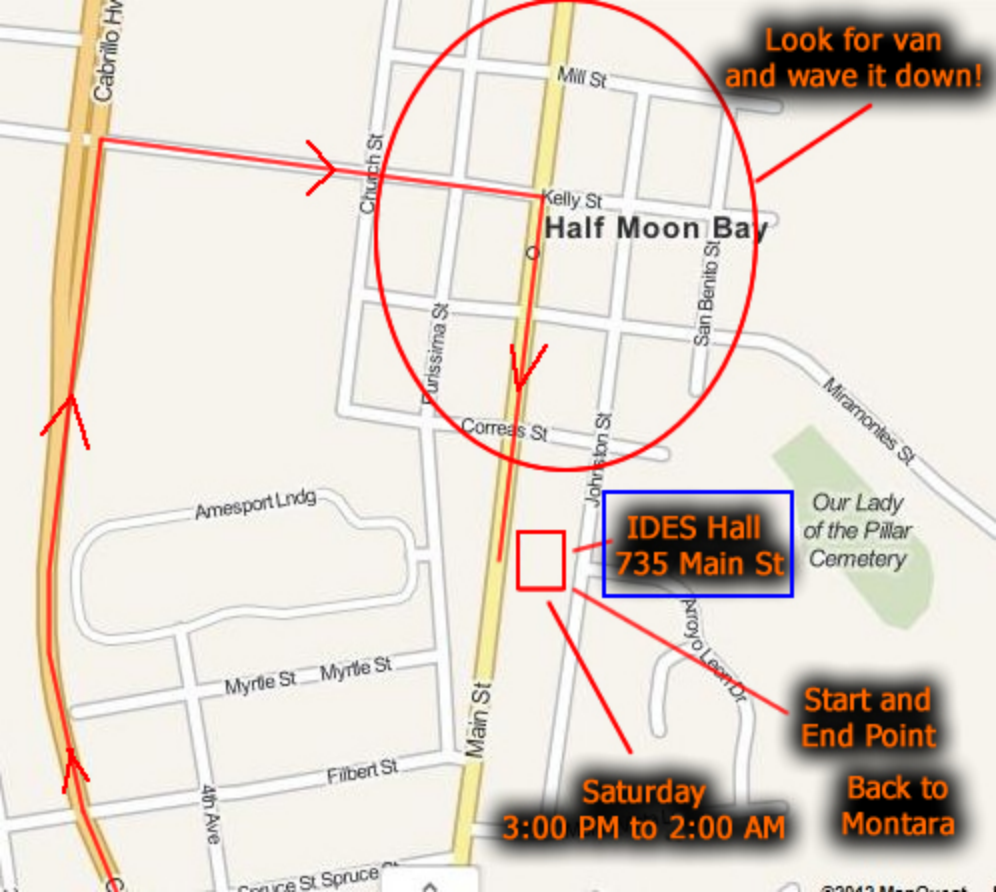 Cabrillo Hw
Look for van
and wave it down!
Mill St
Church St
Kelly St
Half Moon Bay
San Benito St
Purissima St
Miramontes St
Correas St
Johnston St
Amesport Lndg
Our Lady
of the Pillar
Cemetery
IDES Hall
735 Main St
Arroyo Leon Dr
Myrtle St
Myrtle St
Main St
Start and
End Point
Filbert St
4th Ave
Saturday
3:00 PM to 2:00 AM
Back to
Montara
Spruce St
Spruce St
©2012 MapQuest